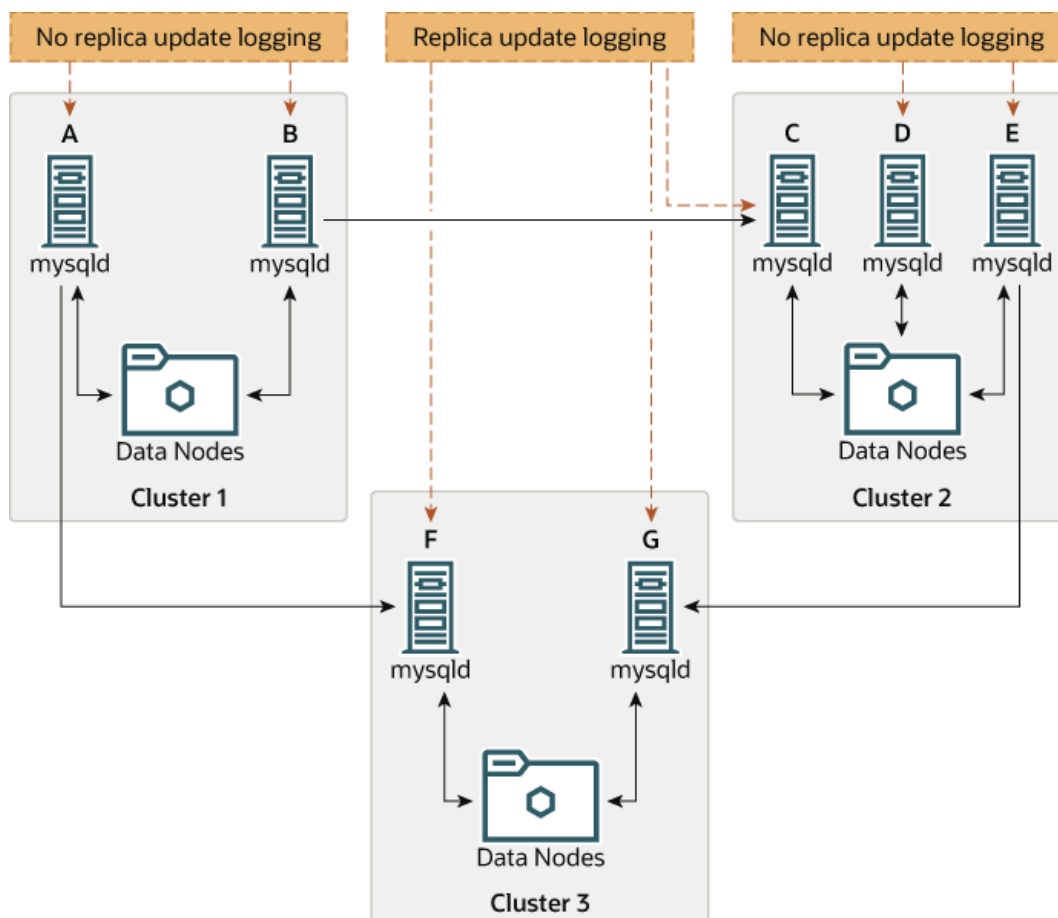 No replica update logging
Replica update logging
No replica update logging
A
B
C
D
E
mysqld
mysqld
mysqld
mysqld
mysqld
Data Nodes
Data Nodes
Cluster 1
Cluster 2
F
G
mysqld
mysqld
Data Nodes
Cluster 3